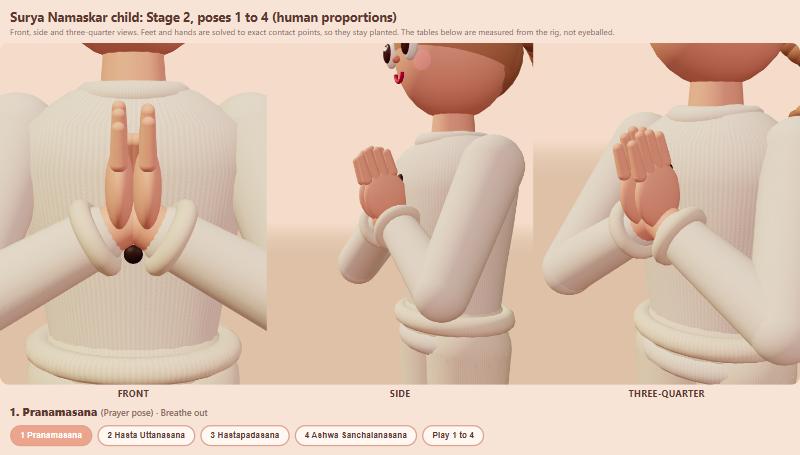 Surya Namaskar child: Stage 2, poses 1 to 4 (human proportions)
Front, side and three-quarter views. Feet and hands are solved to exact contact points, so they stay planted. The tables below are measured from the rig, not eyeballed.
FRONT SIDE THREE-QUARTER
1. Pranamasana (Prayer pose) · Breathe out
1 Pranamasana 2 Hasta Uttanasana 3 Hastapadasana 4 Ashwa Sanchalanasana Play 1 to 4